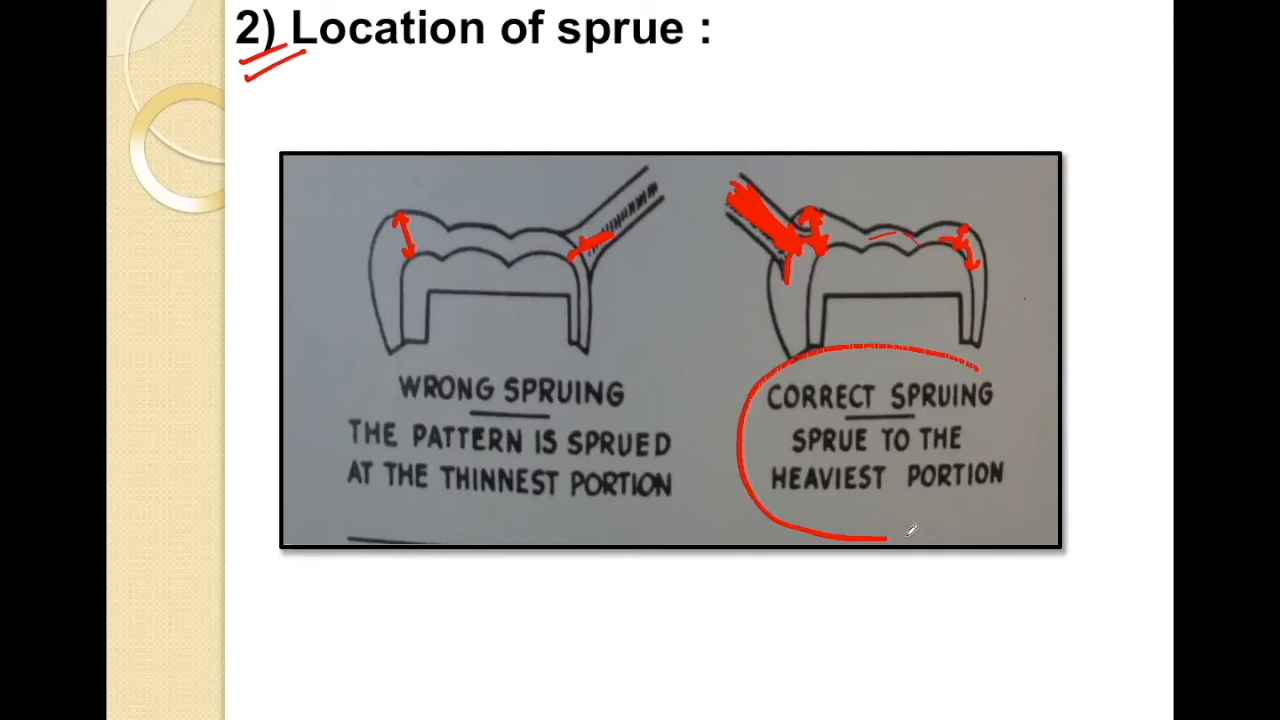 2) Location of sprue :
WRONG SPRUING
THE PATTERN IS SPRUED
AT THE THINNEST PORTION
CORRECT SPRUING
SPRUE TO THE
HEAVIEST PORTION